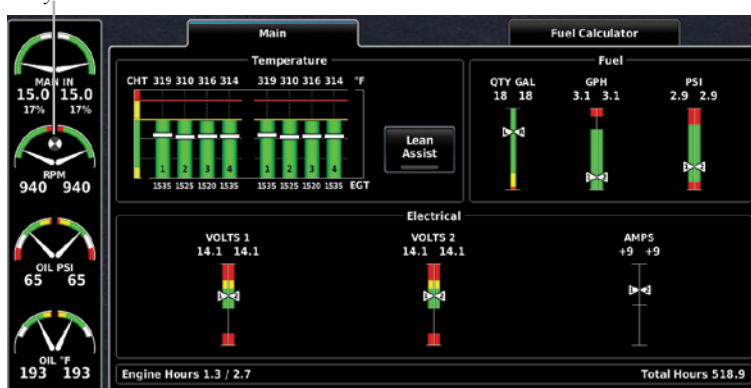 Main
Fuel Calculator
MAN IN
15.0 15.0
17% 17%
RPM
940 940
OIL PSI
65 65
OIL °F
193 193
Temperature
CHT 319 310 316 314 319 310 316 314 °F
1 2 3 4 1 2 3 4
1535 1525 1520 1535 1535 1525 1520 1535 EGT
Lean
Assist
Fuel
QTY GAL GPH PSI
18 18 3.1 3.1 2.9 2.9
Electrical
VOLTS 1 VOLTS 2 AMPS
14.1 14.1 14.1 14.1 +9 +9
Engine Hours 1.3 / 2.7
Total Hours 518.9